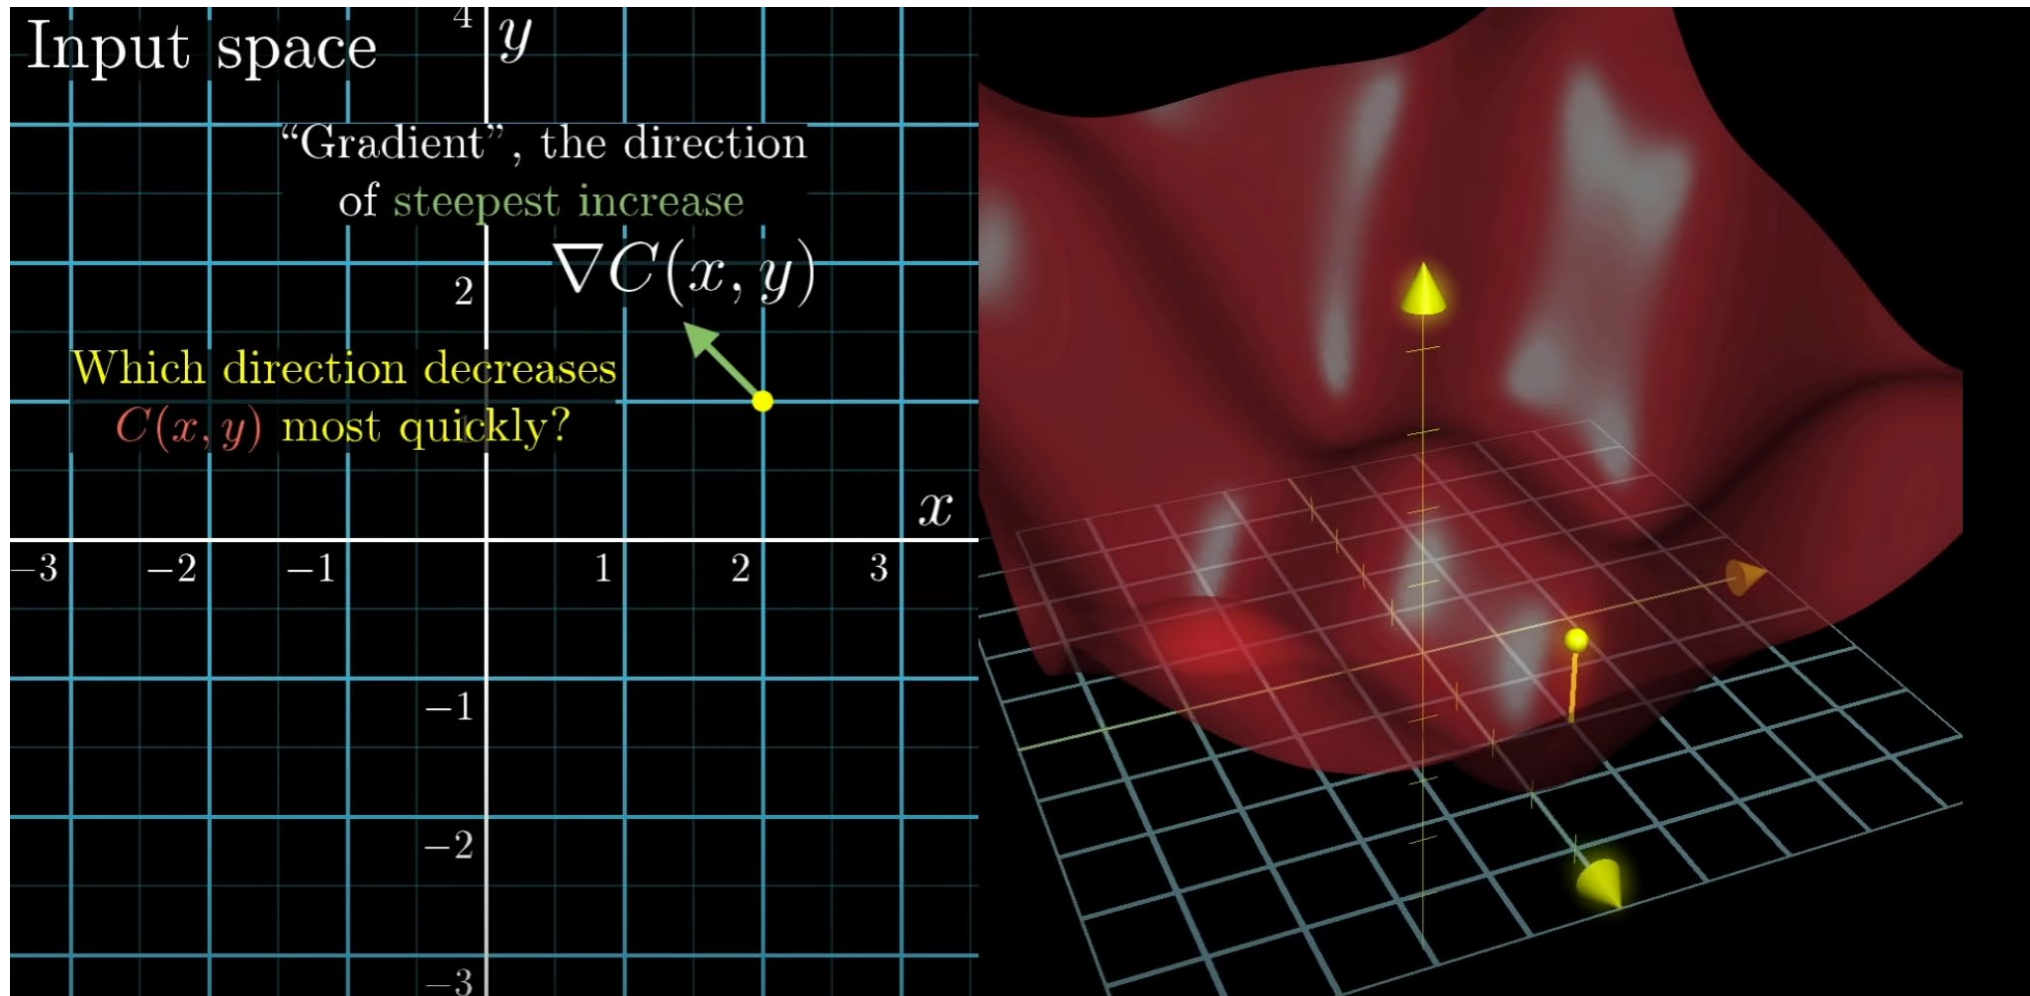 Input space
4
y
“Gradient”, the direction
of steepest increase
∇C(x, y)
2
Which direction decreases
C(x, y) most quickly?
1
x
−3 −2 −1 1 2 3
−1
−2
−3